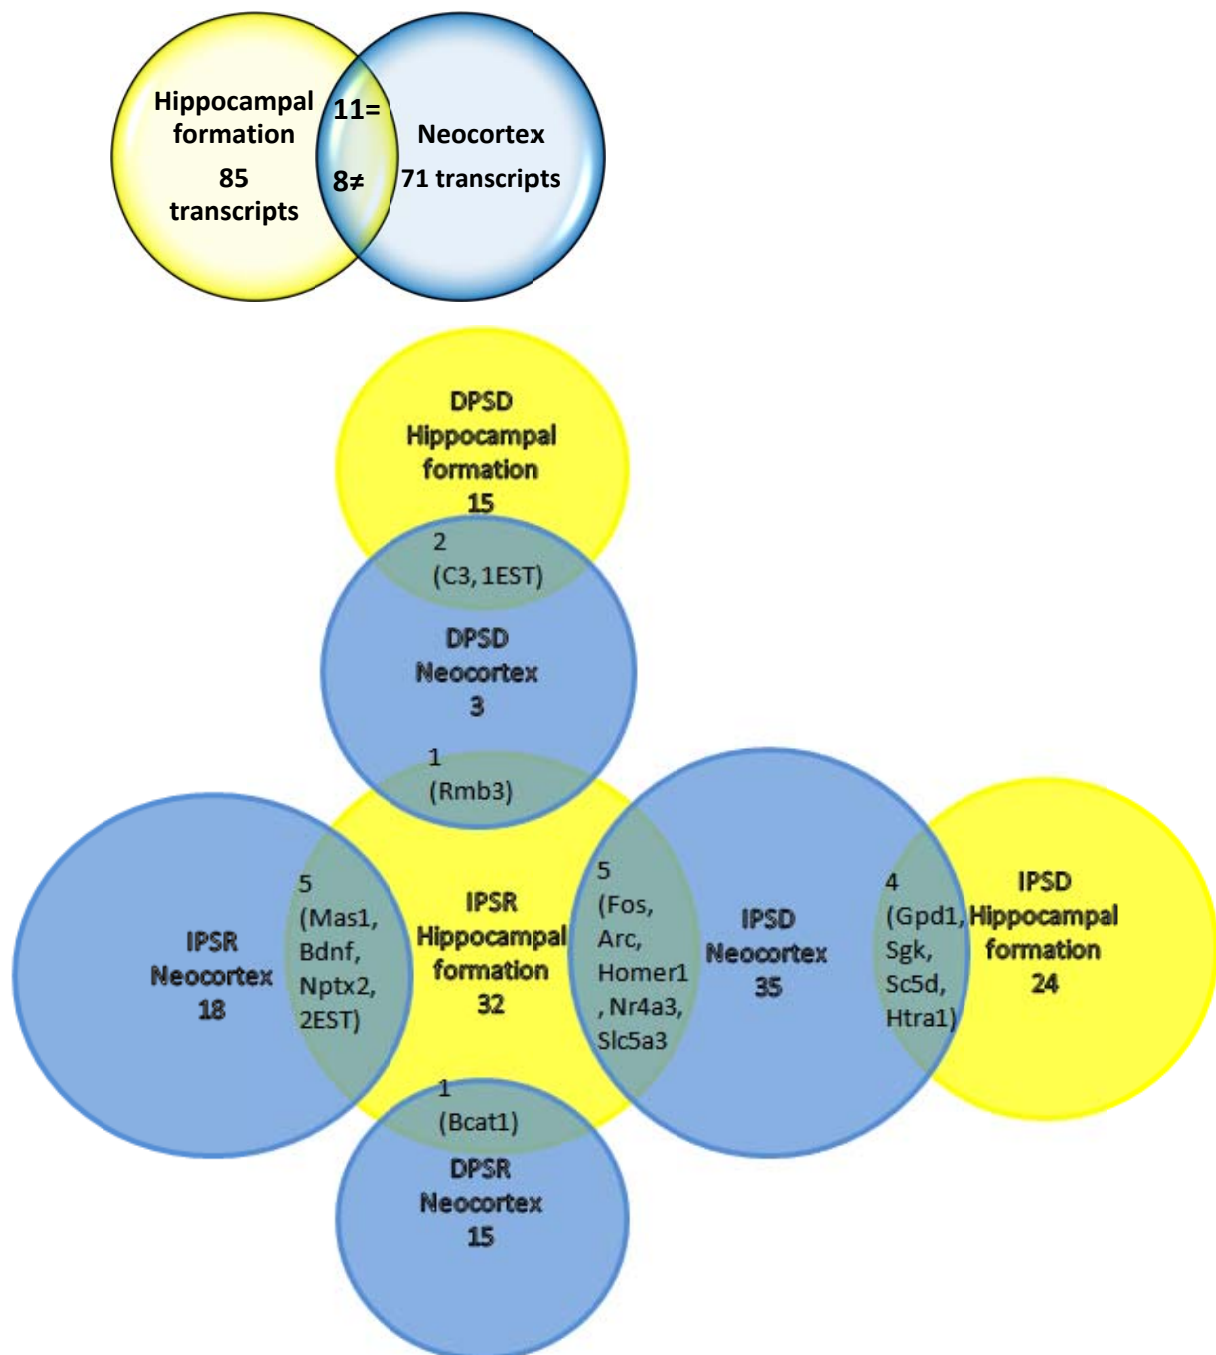 Hippocampal
formation
85
transcripts
11=
8≠
Neocortex
71 transcripts
DPSD
Hippocampal
formation
15
2
(C3, 1EST)
DPSD
Neocortex
3
1
(Rmb3)
IPSR
Neocortex
18
5
(Mas1,
Bdnf,
Nptx2,
2EST)
IPSR
Hippocampal
formation
32
5
(Fos,
Arc,
Homer1
, Nr4a3,
Slc5a3
IPSD
Neocortex
35
4
(Gpd1,
Sgk,
Sc5d,
Htra1)
IPSD
Hippocampal
formation
24
1
(Bcat1)
DPSR
Neocortex
15